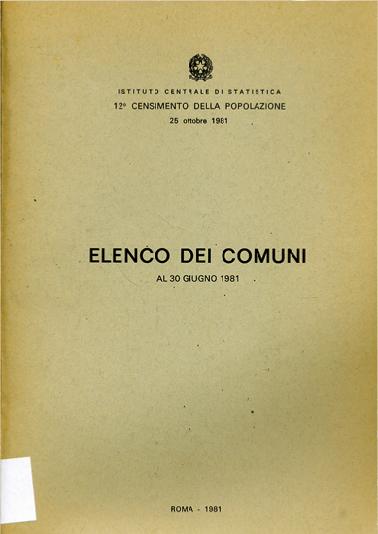 ISTITUTO CENTRALE DI STATISTICA
12º CENSIMENTO DELLA POPOLAZIONE
25 ottobre 1981
ELENCO DEI COMUNI
AL 30 GIUGNO 1981
ROMA - 1981